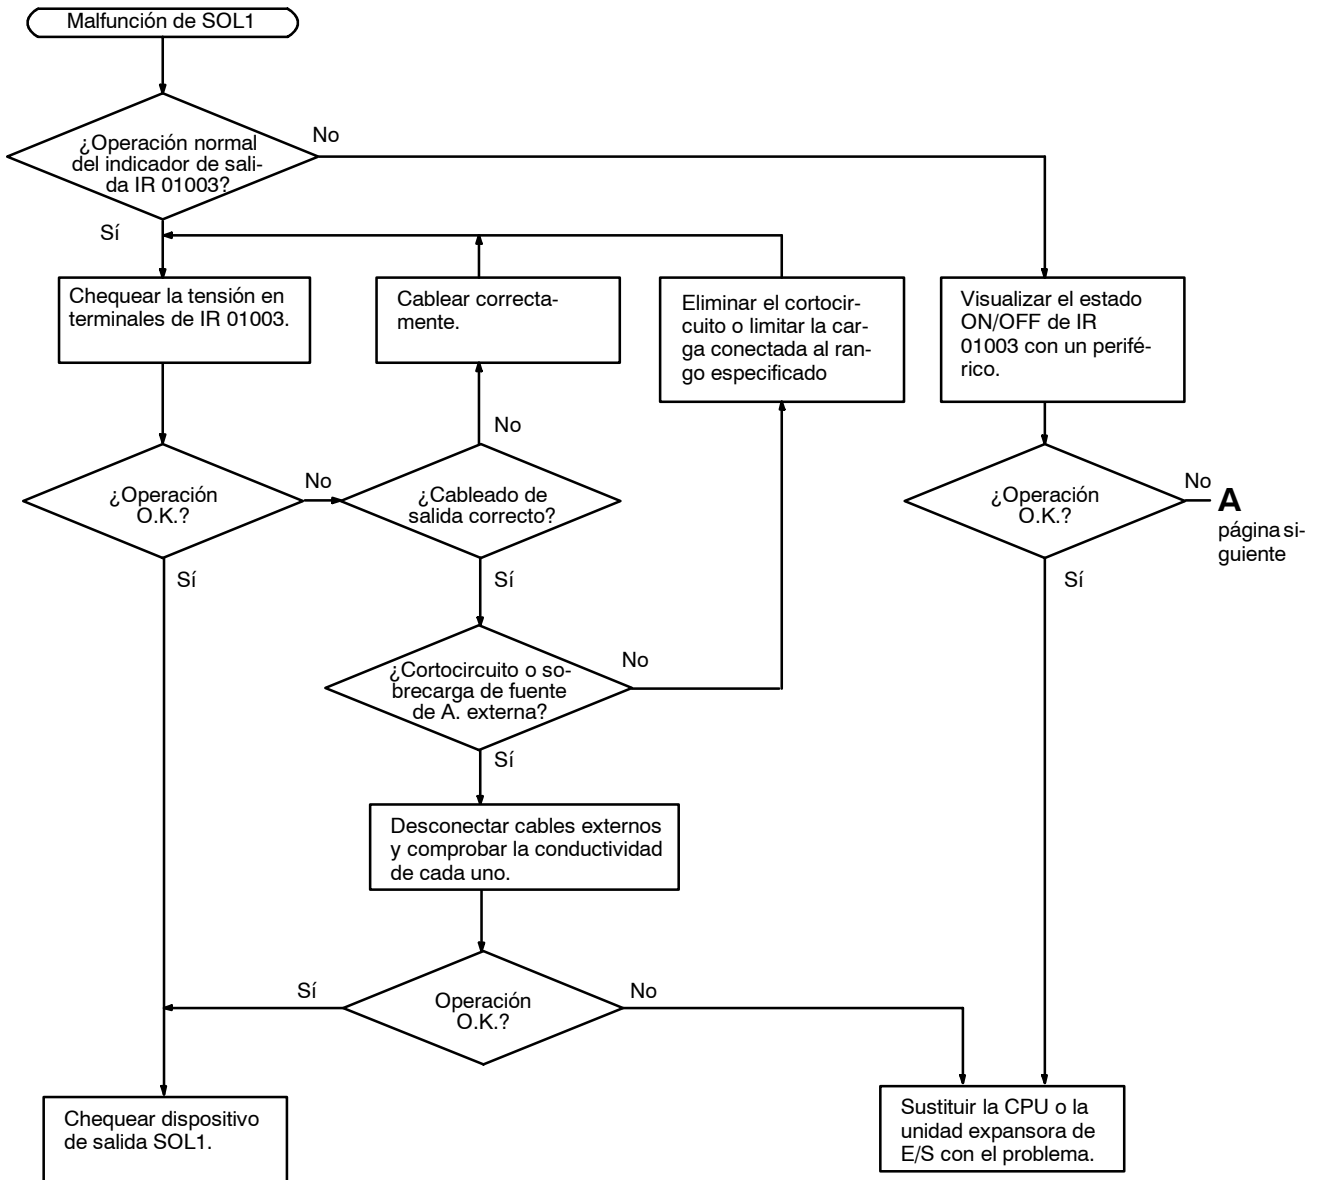 Malfunción de SOL1
¿Operación normal
del indicador de sali-
da IR 01003?
No
Sí
Chequear la tensión en
terminales de IR 01003.
Cablear correcta-
mente.
Eliminar el cortocir-
cuito o limitar la car-
ga conectada al ran-
go especificado
Visualizar el estado
ON/OFF de IR
01003 con un perifé-
rico.
No
¿Operación
O.K.?
No
¿Cableado de
salida correcto?
¿Operación
O.K.?
No
A
página si-
guiente
Sí
Sí
Sí
¿Cortocircuito o so-
brecarga de fuente
de A. externa?
No
Sí
Desconectar cables externos
y comprobar la conductividad
de cada uno.
Sí
Operación
O.K.?
No
Chequear dispositivo
de salida SOL1.
Sustituir la CPU o la
unidad expansora de
E/S con el problema.